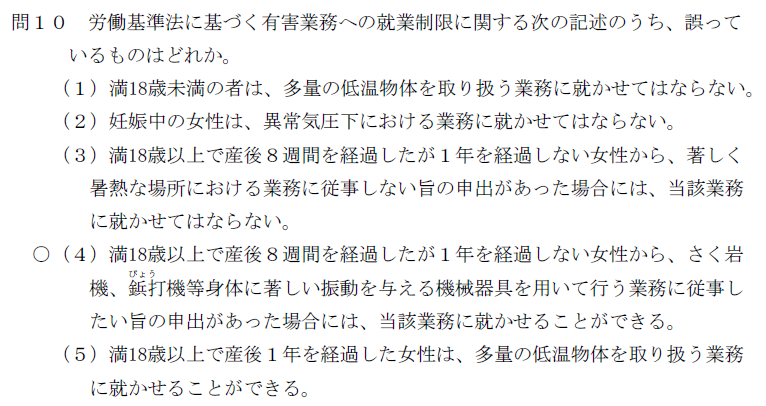 問１０　労働基準法に基づく有害業務への就業制限に関する次の記述のうち、誤って
いるものはどれか。
（１）満18歳未満の者は、多量の低温物体を取り扱う業務に就かせてはならない。
（２）妊娠中の女性は、異常気圧下における業務に就かせてはならない。
（３）満18歳以上で産後８週間を経過したが１年を経過しない女性から、著しく
暑熱な場所における業務に従事しない旨の申出があった場合には、当該業務
に就かせてはならない。
○（４）満18歳以上で産後８週間を経過したが１年を経過しない女性から、さく岩
びょう
機、鋲打機等身体に著しい振動を与える機械器具を用いて行う業務に従事し
たい旨の申出があった場合には、当該業務に就かせることができる。
（５）満18歳以上で産後１年を経過した女性は、多量の低温物体を取り扱う業務
に就かせることができる。